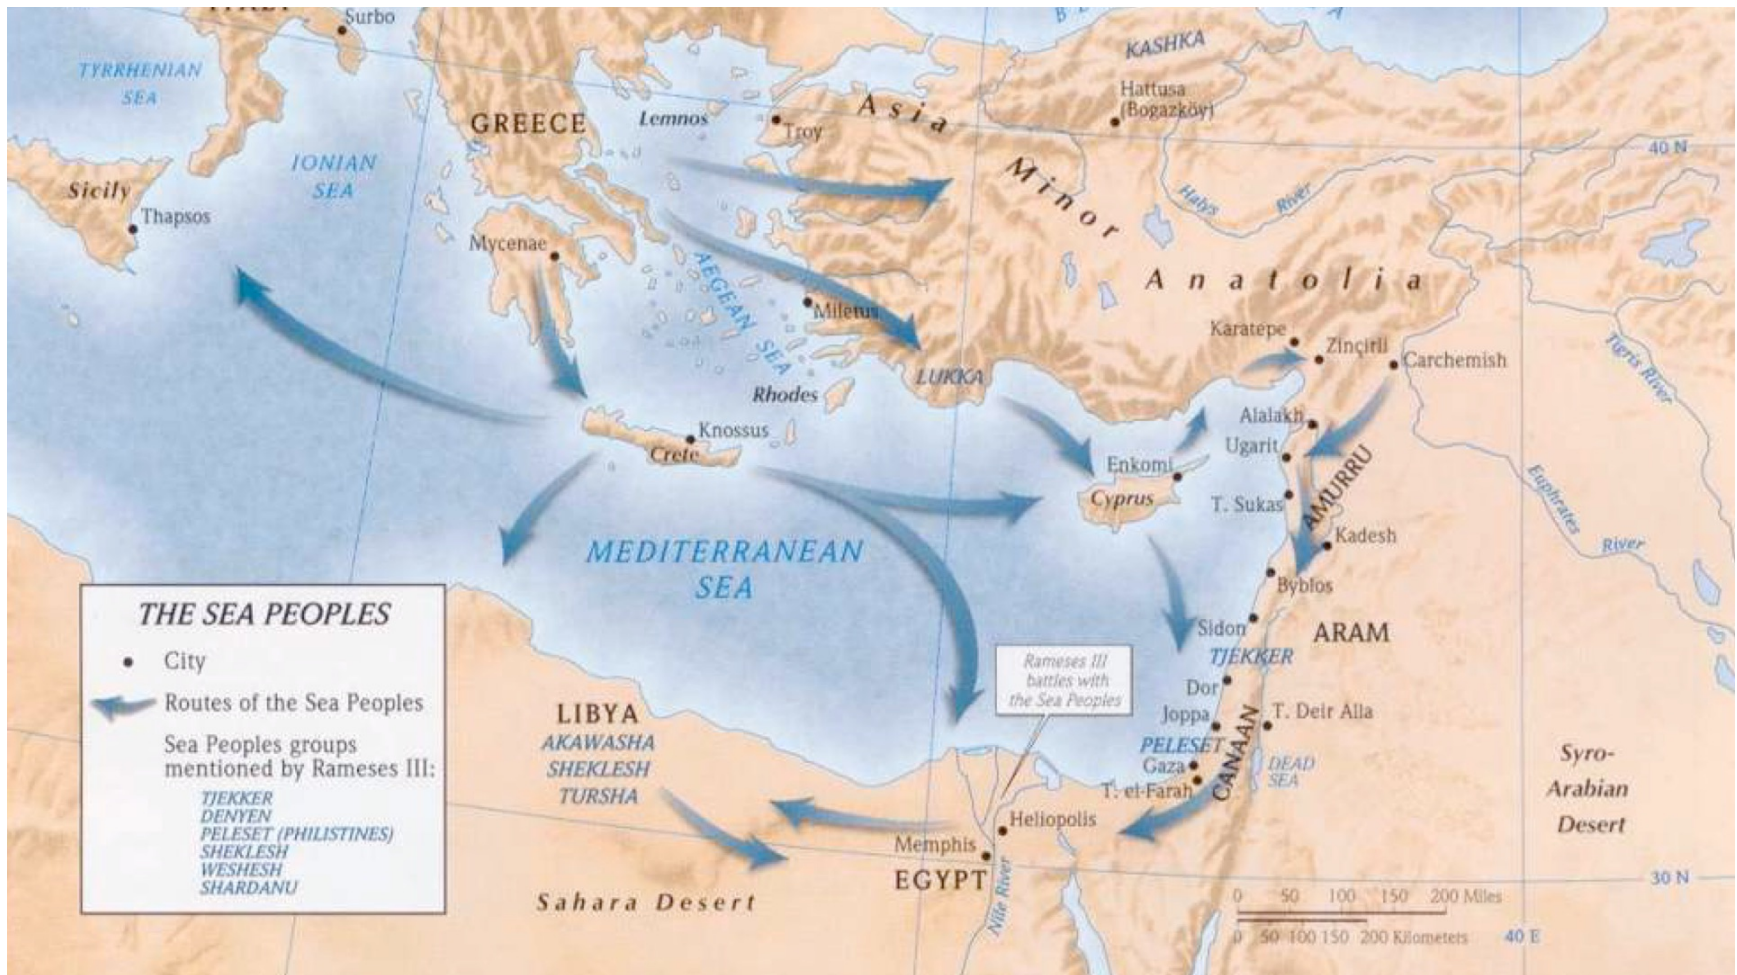 Surbo
TYRRHENIAN
SEA
GREECE
Lemnos
Troy
Asia
Minor
KASHKA
Hattusa
(Bogazköy)
40 N
IONIAN
SEA
Sicily
Thapsos
Mycenae
AEGEAN SEA
Miletus
Halys River
Anatolia
Karatepe
Zinçirli
Carchemish
Tigris River
LUKKA
Rhodes
Knossus
Crete
Alalakh
Ugarit
Enkomi
Cyprus
T. Sukas
AMURRU
Kadesh
Euphrates River
MEDITERRANEAN
SEA
Byblos
Sidon
ARAM
TJEKKER
Dor
Joppa
T. Deir Alla
PELESET
CANAAN
Gaza
DEAD
SEA
T. el-Farah
Rameses III
battles with
the Sea Peoples
LIBYA
AKAWASHA
SHEKLESH
TURSHA
Heliopolis
Memphis
EGYPT
Nile River
Sahara Desert
Syro-
Arabian
Desert
30 N
0 50 100 150 200 Miles
0 50 100 150 200 Kilometers
40 E
THE SEA PEOPLES
City
Routes of the Sea Peoples
Sea Peoples groups
mentioned by Rameses III:
TJEKKER
DENYEN
PELESET (PHILISTINES)
SHEKLESH
WESHESH
SHARDANU